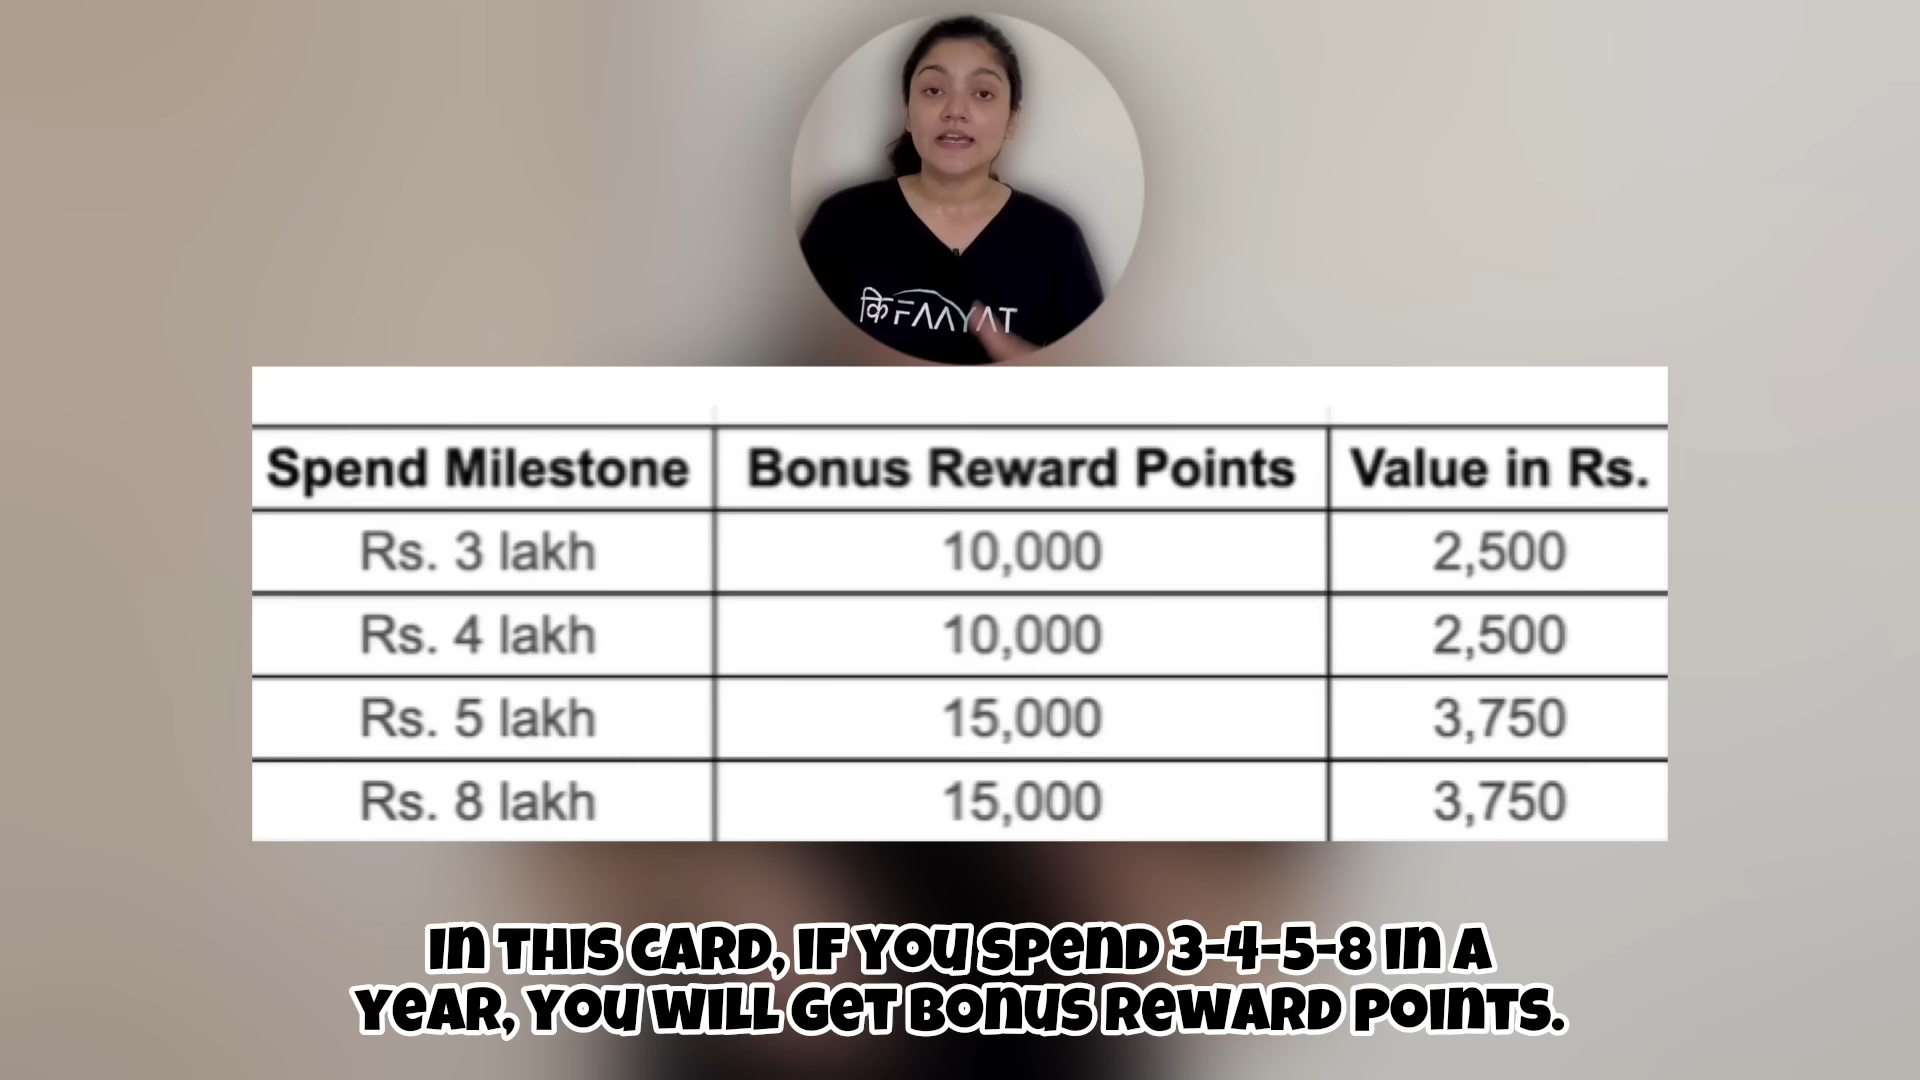 किFAAYAT
Spend Milestone Bonus Reward Points Value in Rs.
Rs. 3 lakh 10,000 2,500
Rs. 4 lakh 10,000 2,500
Rs. 5 lakh 15,000 3,750
Rs. 8 lakh 15,000 3,750
In this card, if you spend 3-4-5-8 in a
year, you will get bonus reward points.